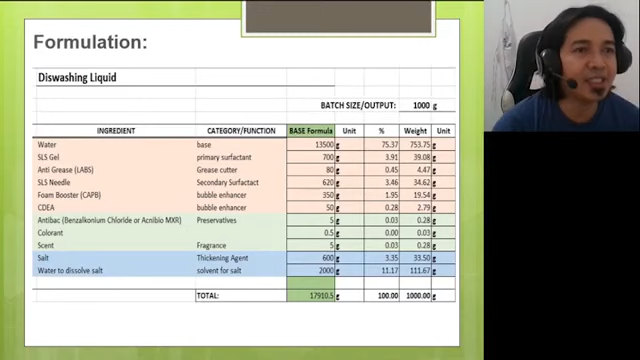 Formulation:
Diswashing Liquid
BATCH SIZE/OUTPUT: 1000 g
INGREDIENT CATEGORY/FUNCTION BASE Formula Unit % Weight Unit
Water base 13500 g 75.37 753.75 g
SLS Gel primary surfactant 700 g 3.91 39.08 g
Anti Grease (LABS) Grease cutter 80 g 0.45 4.47 g
SLS Needle Secondary Surfactact 620 g 3.46 34.62 g
Foam Booster (CAPB) bubble enhancer 350 g 1.95 19.54 g
CDEA bubble enhancer 50 g 0.28 2.79 g
Antibac (Benzalkonium Chloride or Acnibio MXR) Preservatives 5 g 0.03 0.28 g
Colorant 0.5 g 0.00 0.03 g
Scent Fragrance 5 g 0.03 0.28 g
Salt Thickening Agent 600 g 3.35 33.50 g
Water to dissolve salt solvent for salt 2000 g 11.17 111.67 g
TOTAL: 17910.5 g 100.00 1000.00 g